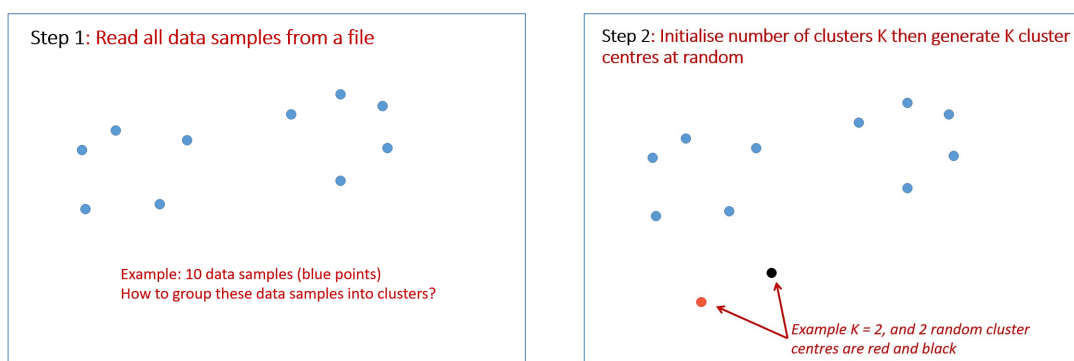 Step 1: Read all data samples from a file
Example: 10 data samples (blue points)
How to group these data samples into clusters?
Step 2: Initialise number of clusters K then generate K cluster
centres at random
Example K = 2, and 2 random cluster
centres are red and black